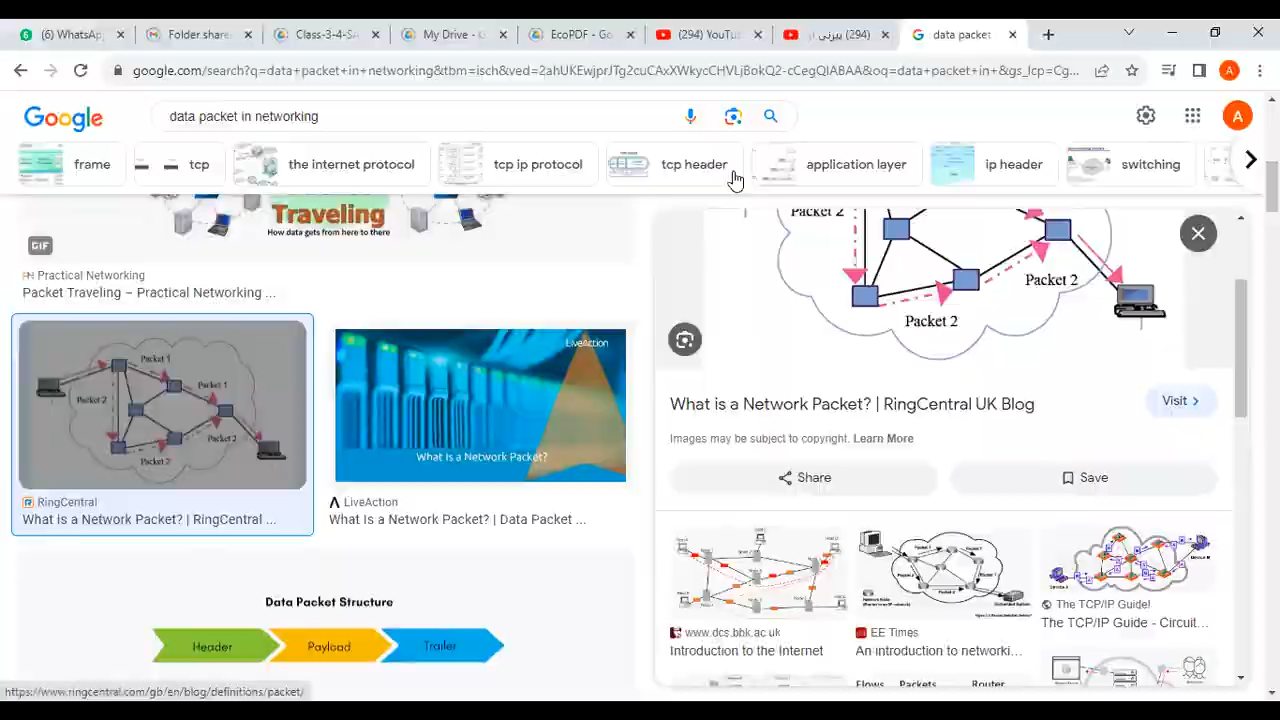 (6) WhatsAp
Folder share
Class-3-4-SA
My Drive - G
EcoPDF - Go
(294) YouTub
(294) بیزنی از
data packet
google.com/search?q=data+packet+in+networking&tbm=isch&ved=2ahUKEwjprJTg2cuCAxXWkycCHVLjBokQ2-cCegQIABAA&oq=data+packet+in+&gs_lcp=Cg...
A
Google
data packet in networking
A
frame
tcp
the internet protocol
tcp ip protocol
tcp header
application layer
ip header
switching
Traveling
How data gets from here to there
GIF
Practical Networking
Packet Traveling – Practical Networking ...
Packet 1
Packet 1
Packet 2
Packet 2
Packet 2
RingCentral
What is a Network Packet? | RingCentral ...
LiveAction
What Is a Network Packet?
LiveAction
What Is a Network Packet? | Data Packet ...
Data Packet Structure
Header
Payload
Trailer
https://www.ringcentral.com/gb/en/blog/definitions/packet/
Packet 2
Packet 2
Packet 2
What is a Network Packet? | RingCentral UK Blog
Visit
Images may be subject to copyright. Learn More
Share
Save
www.dcs.bbk.ac.uk
Introduction to the Internet
EE Times
An introduction to networki...
The TCP/IP Guide!
The TCP/IP Guide - Circuit...
Flows
Packets
Router